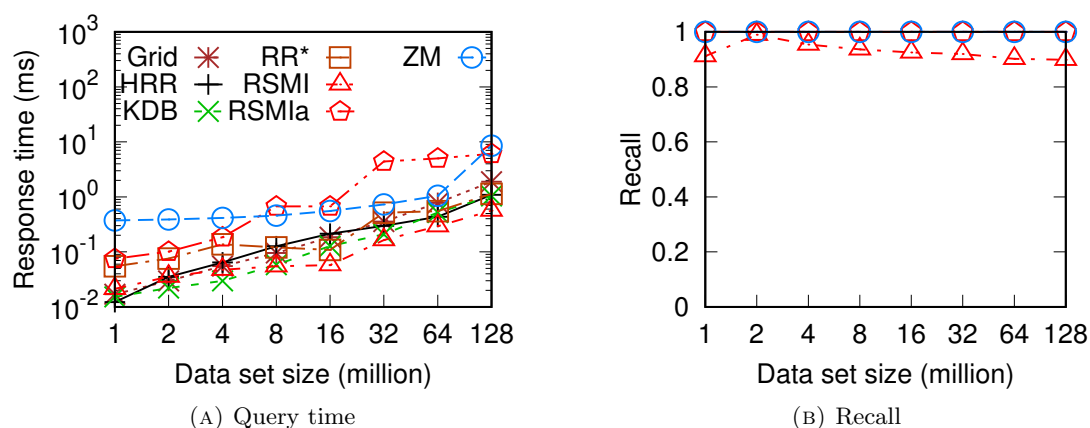 10^3
10^2
10^1
10^0
10^-1
10^-2
Response time (ms)
Grid RR* ZM
HRR RSMI
KDB RSMIa
1 2 4 8 16 32 64 128
Data set size (million)
(A) Query time
1
0.8
0.6
0.4
0.2
0
Recall
1 2 4 8 16 32 64 128
Data set size (million)
(B) Recall